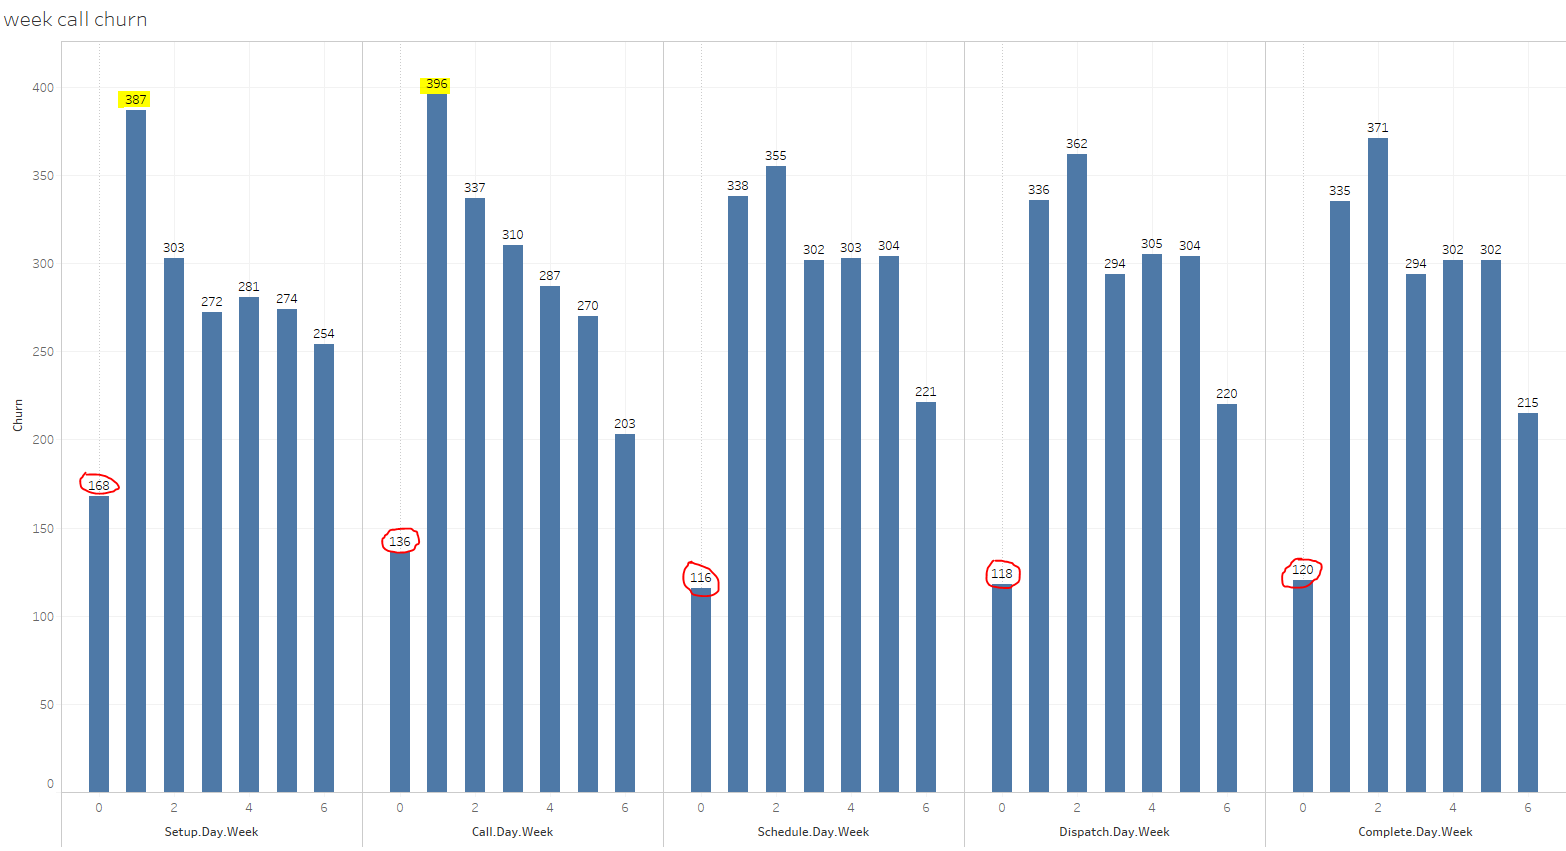 week call churn
400
350
300
250
200
150
100
50
0
Churn
168 387 303 272 281 274 254
136 396 337 310 287 270 203
116 338 355 302 303 304 221
118 336 362 294 305 304 220
120 335 371 294 302 302 215
0 2 4 6 0 2 4 6 0 2 4 6 0 2 4 6 0 2 4 6
Setup.Day.Week Call.Day.Week Schedule.Day.Week Dispatch.Day.Week Complete.Day.Week